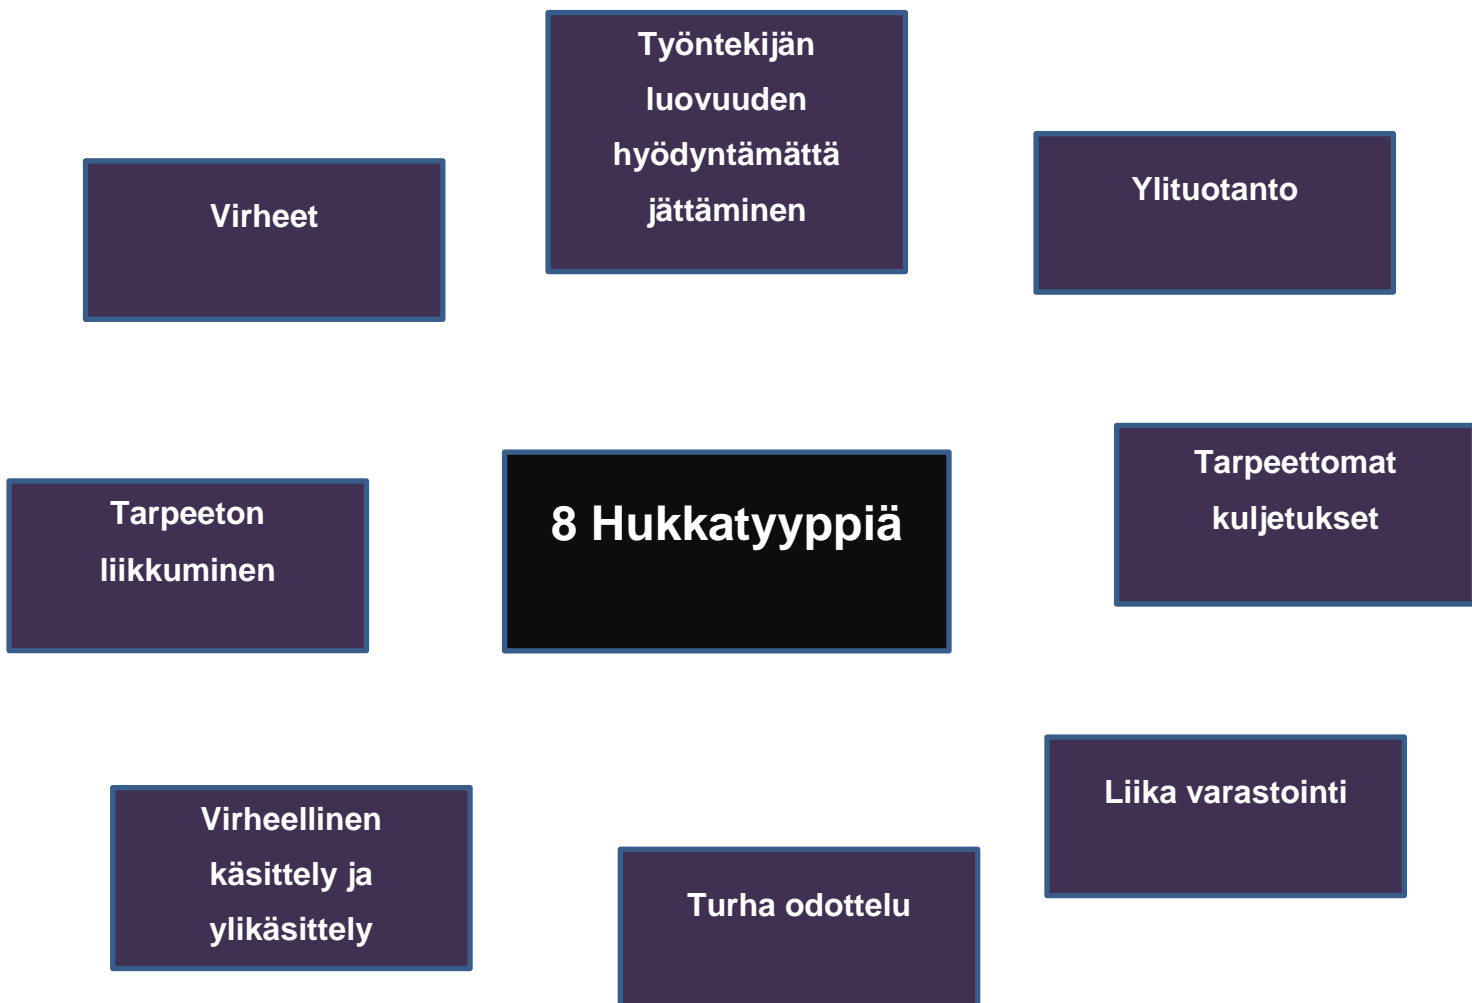 Työntekijän
luovuuden
hyödyntämättä
jättäminen
Virheet
Ylituotanto
Tarpeeton
liikkuminen
8 Hukkatyyppiä
Tarpeettomat
kuljetukset
Virheellinen
käsittely ja
ylikäsittely
Turha odottelu
Liika varastointi